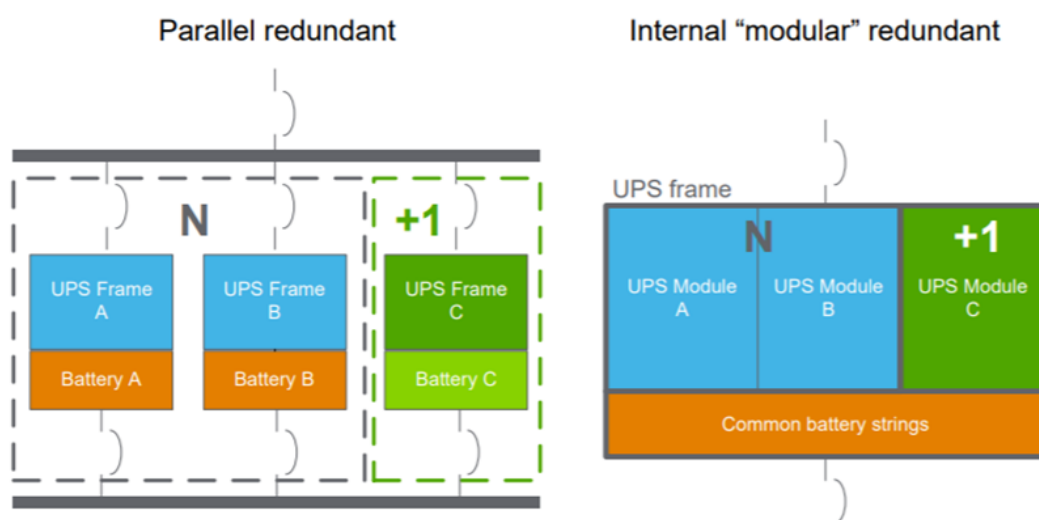 Parallel redundant
N
+1
UPS Frame
A
UPS Frame
B
UPS Frame
C
Battery A
Battery B
Battery C
Internal “modular” redundant
UPS frame
N
+1
UPS Module
A
UPS Module
B
UPS Module
C
Common battery strings